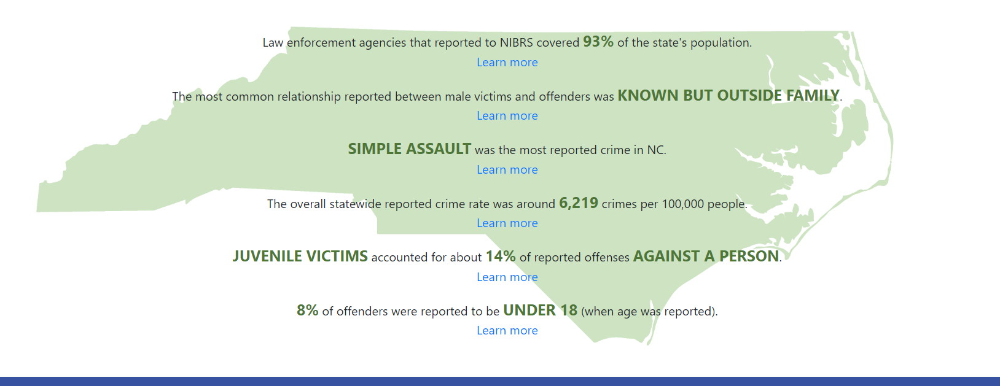 Law enforcement agencies that reported to NIBRS covered 93% of the state's population.
Learn more
The most common relationship reported between male victims and offenders was KNOWN BUT OUTSIDE FAMILY.
Learn more
SIMPLE ASSAULT was the most reported crime in NC.
Learn more
The overall statewide reported crime rate was around 6,219 crimes per 100,000 people.
Learn more
JUVENILE VICTIMS accounted for about 14% of reported offenses AGAINST A PERSON.
Learn more
8% of offenders were reported to be UNDER 18 (when age was reported).
Learn more